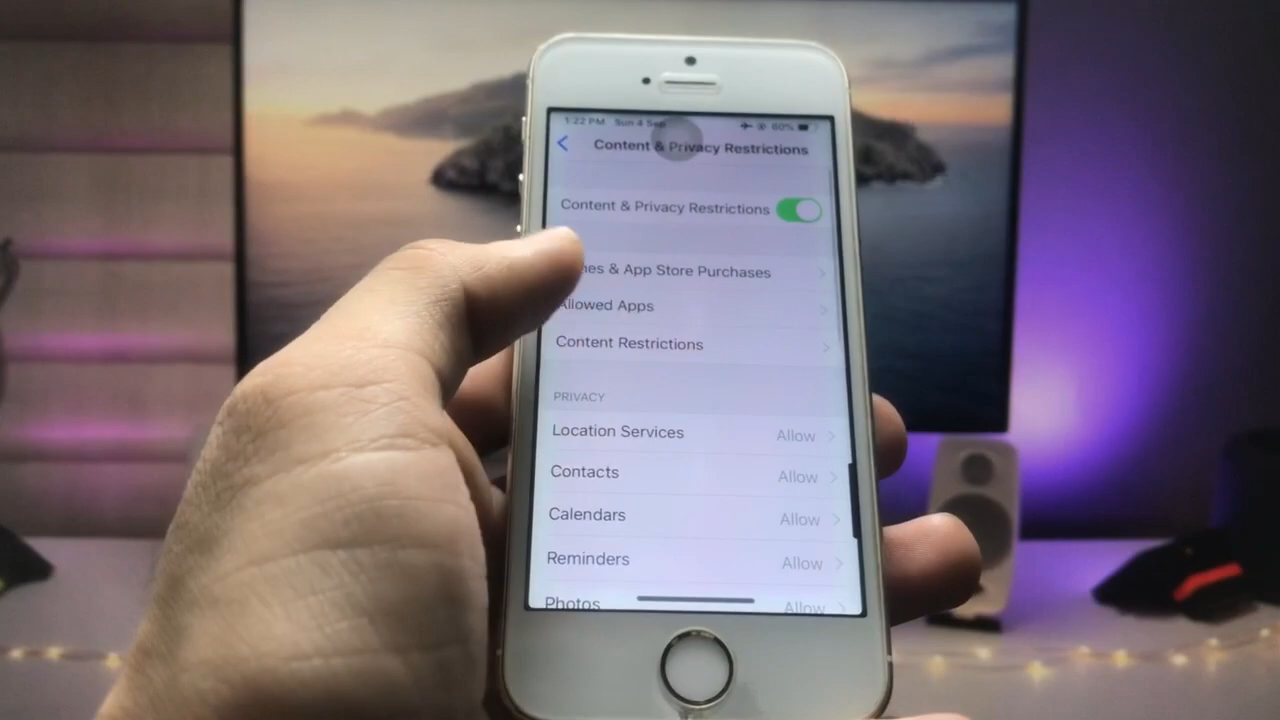 1:22 PM Sun 4 Sep 60%
Content & Privacy Restrictions
Content & Privacy Restrictions
nes & App Store Purchases
Allowed Apps
Content Restrictions
PRIVACY
Location Services Allow
Contacts Allow
Calendars Allow
Reminders Allow
Photos Allow